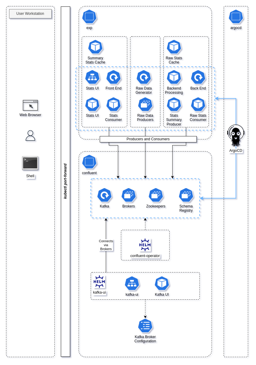 User Workstation
Web Browser
Shell
kubectl port-forward
svp
argocd
Summary
Stats Cache
Raw Stats
Cache
Stats UI
Front End
Raw Data
Generator
Backend
Processing
Back End
Stats UI
Stats
Consumer
Raw Data
Producers
Stats
Summary
Producer
Raw Stats
Consumer
Producers and Consumers
ArgoCD
confluent
Kafka
Brokers
Zookeepers
Schema
Registry
Connects
via
Brokers
HELM
confluent-operator
HELM
kafka-ui
kafka-ui
Kafka UI
Kafka Broker
Configuration